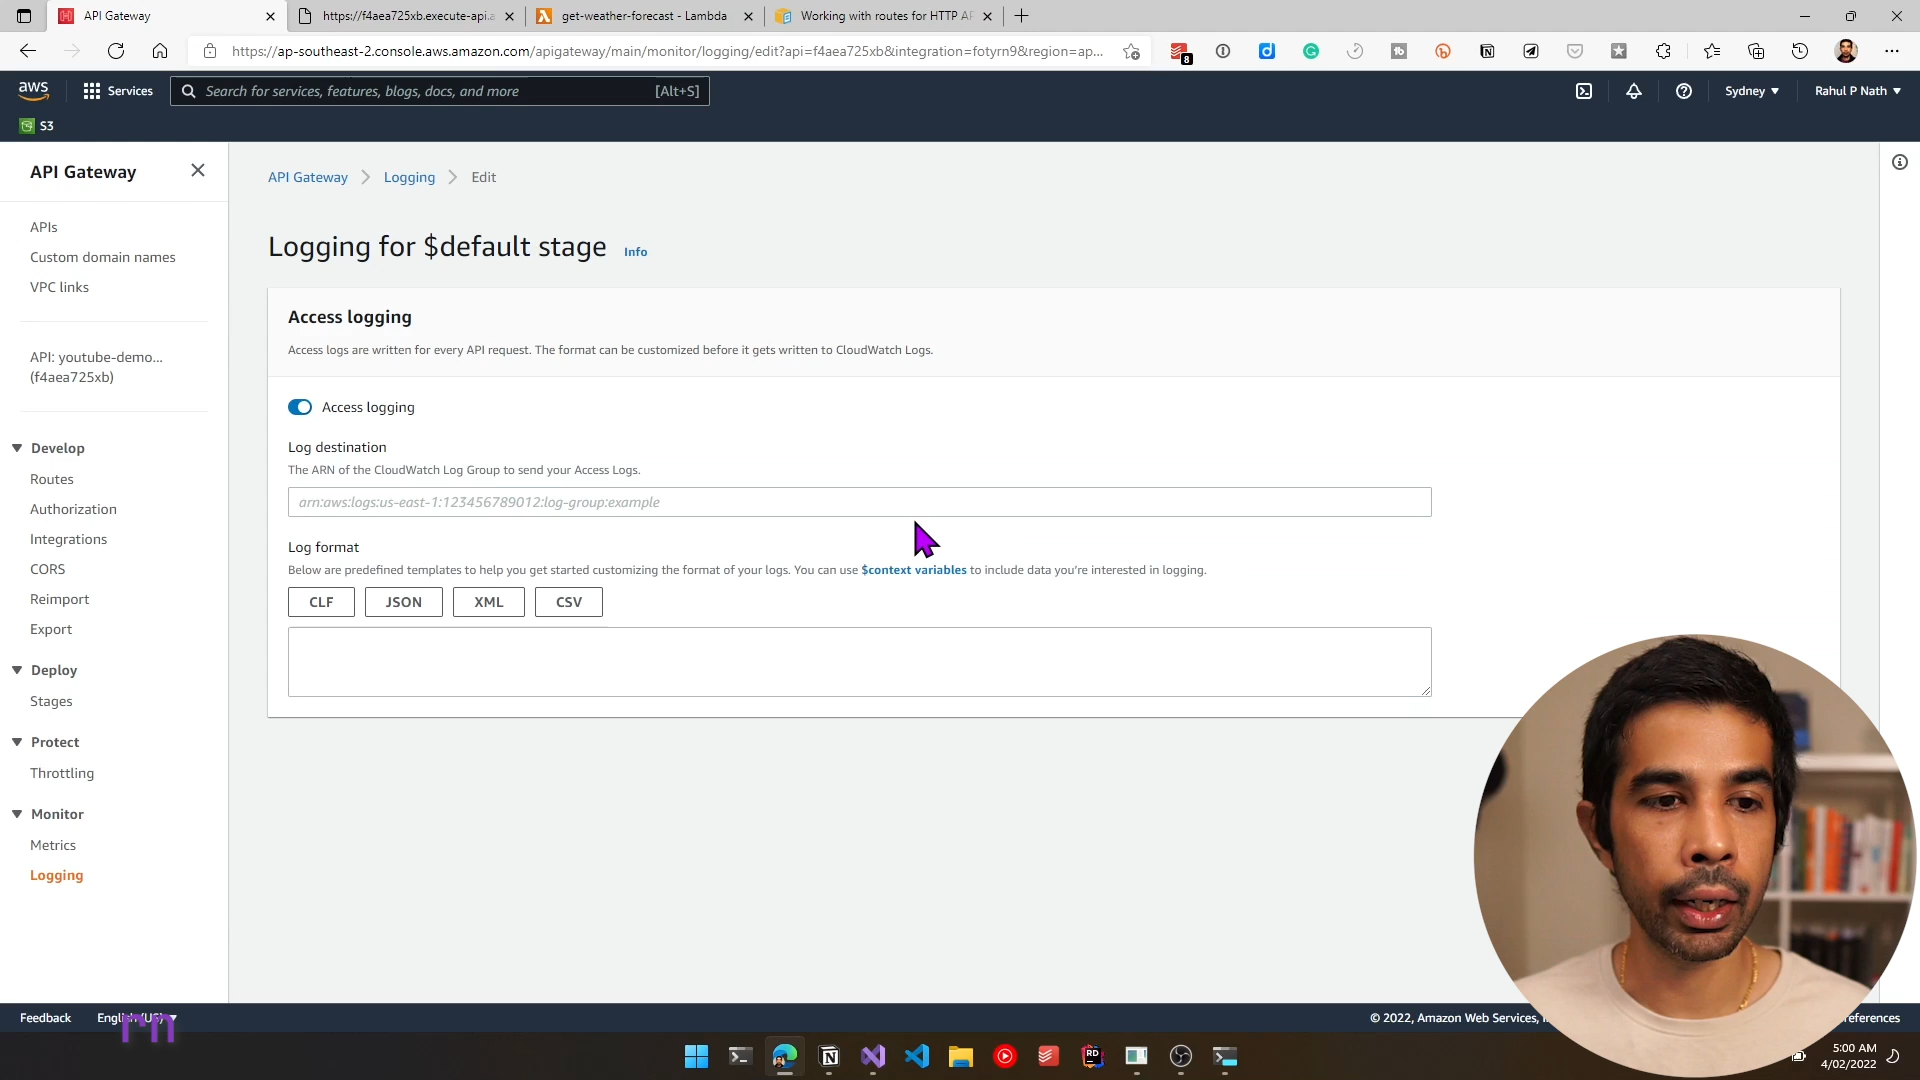 API Gateway
https://f4aea725xb.execute-api.a
get-weather-forecast - Lambda
Working with routes for HTTP AP
https://ap-southeast-2.console.aws.amazon.com/apigateway/main/monitor/logging/edit?api=f4aea725xb&integration=fotyrn9&region=ap...
8
aws
Services
Search for services, features, blogs, docs, and more
[Alt+S]
Sydney
Rahul P Nath
S3
API Gateway
APIs
Custom domain names
VPC links
API: youtube-demo...
(f4aea725xb)
Develop
Routes
Authorization
Integrations
CORS
Reimport
Export
Deploy
Stages
Protect
Throttling
Monitor
Metrics
Logging
API Gateway
Logging
Edit
Logging for $default stage
Info
Access logging
Access logs are written for every API request. The format can be customized before it gets written to CloudWatch Logs.
Access logging
Log destination
The ARN of the CloudWatch Log Group to send your Access Logs.
arn:aws:logs:us-east-1:123456789012:log-group:example
Log format
Below are predefined templates to help you get started customizing the format of your logs. You can use $context variables to include data you're interested in logging.
CLF
JSON
XML
CSV
Feedback
English (US)
© 2022, Amazon Web Services,
rn
RD
5:00 AM
4/02/2022